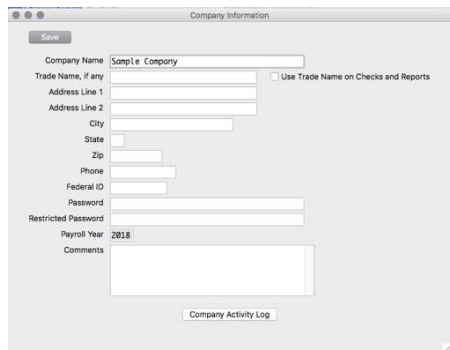 Company Information
Save
Company Name Sample Company
Trade Name, if any Use Trade Name on Checks and Reports
Address Line 1
Address Line 2
City
State
Zip
Phone
Federal ID
Password
Restricted Password
Payroll Year 2018
Comments
Company Activity Log